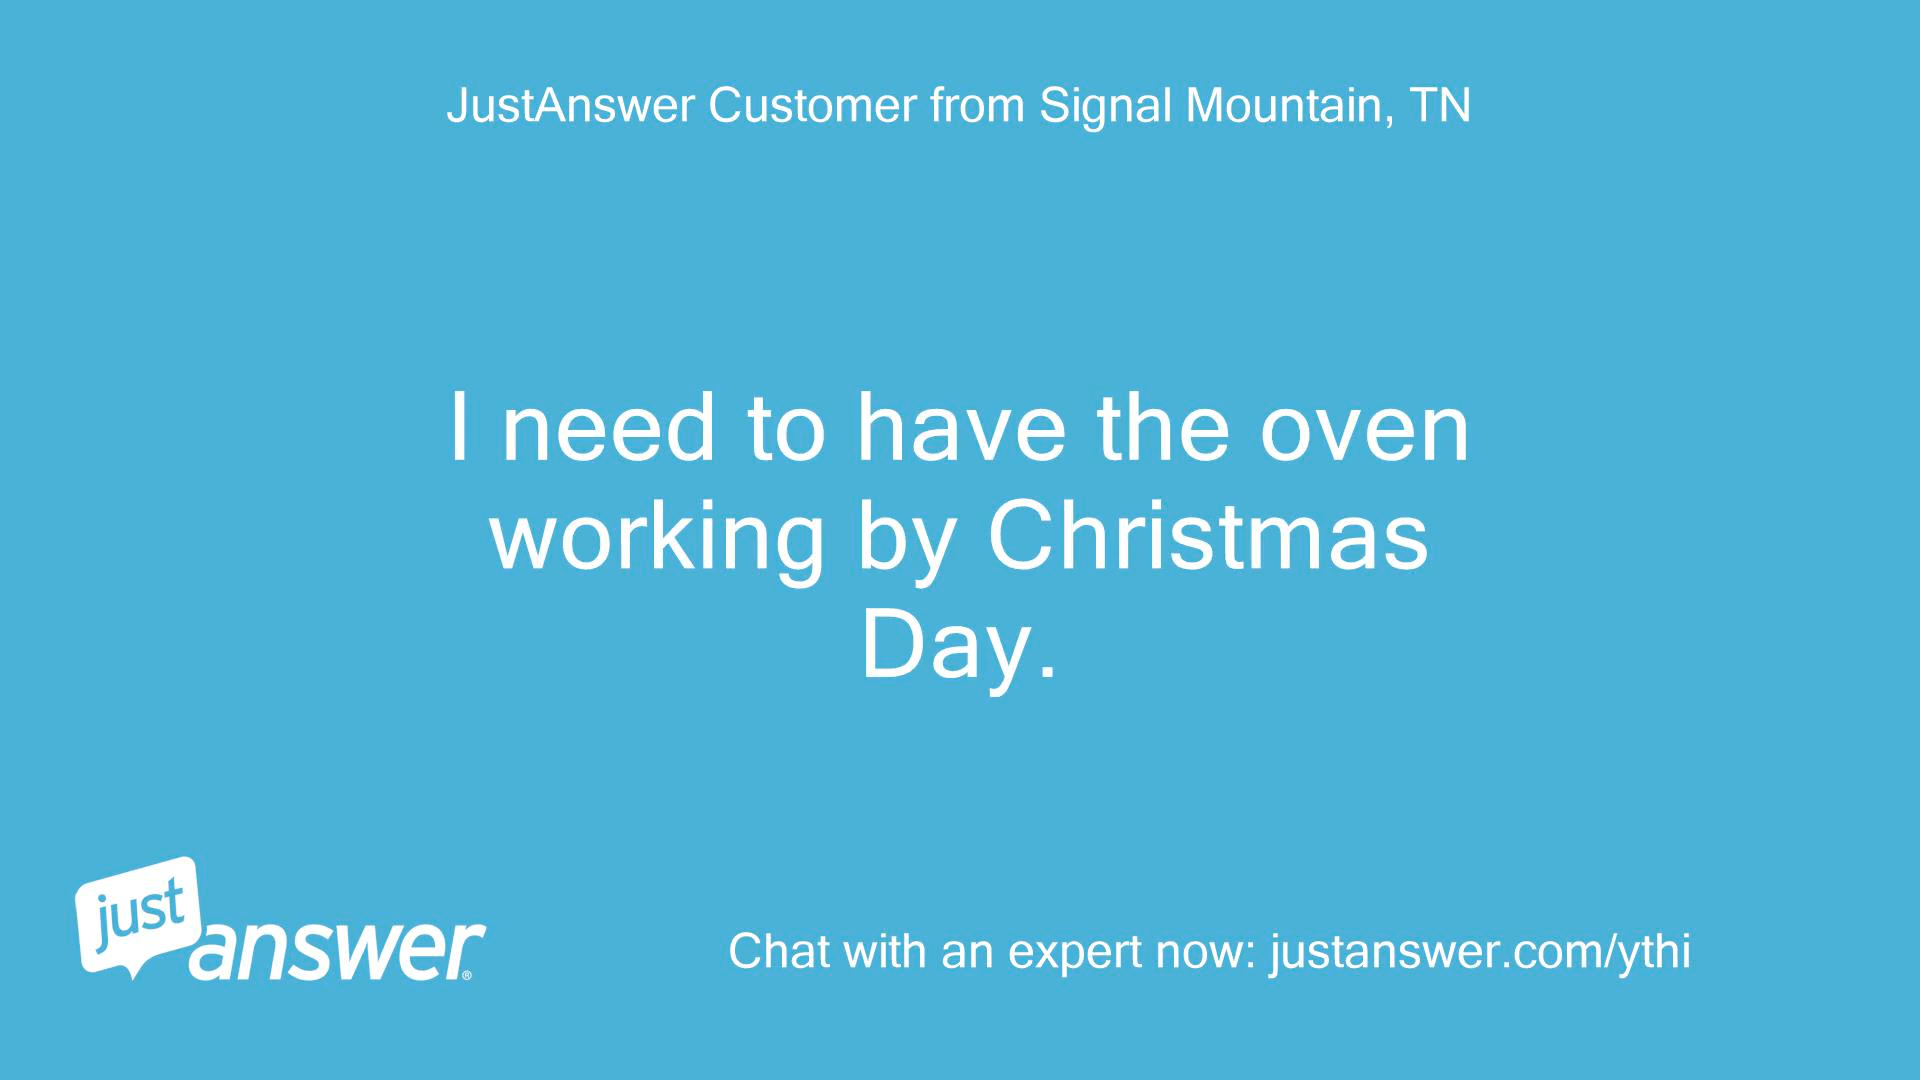 JustAnswer Customer from Signal Mountain, TN
I need to have the oven
working by Christmas
Day.
just
answer®
Chat with an expert now: justanswer.com/ythi